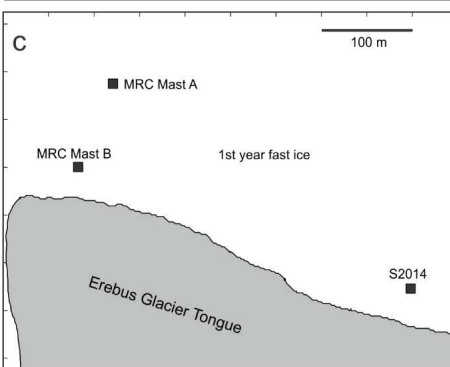 C
100 m
MRC Mast A
MRC Mast B
1st year fast ice
S2014
Erebus Glacier Tongue